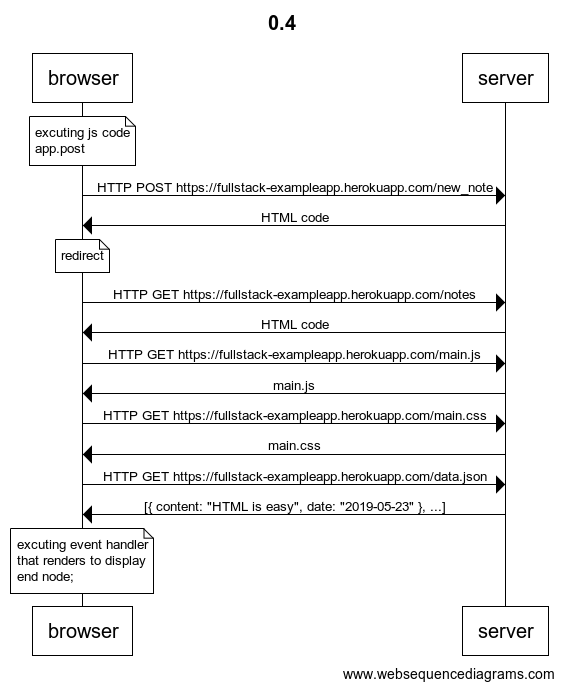 0.4
browser
server
excuting js code
app.post
HTTP POST https://fullstack-exampleapp.herokuapp.com/new_note
HTML code
redirect
HTTP GET https://fullstack-exampleapp.herokuapp.com/notes
HTML code
HTTP GET https://fullstack-exampleapp.herokuapp.com/main.js
main.js
HTTP GET https://fullstack-exampleapp.herokuapp.com/main.css
main.css
HTTP GET https://fullstack-exampleapp.herokuapp.com/data.json
[{ content: "HTML is easy", date: "2019-05-23" }, ...]
excuting event handler
that renders to display
end node;
browser
server
www.websequencediagrams.com